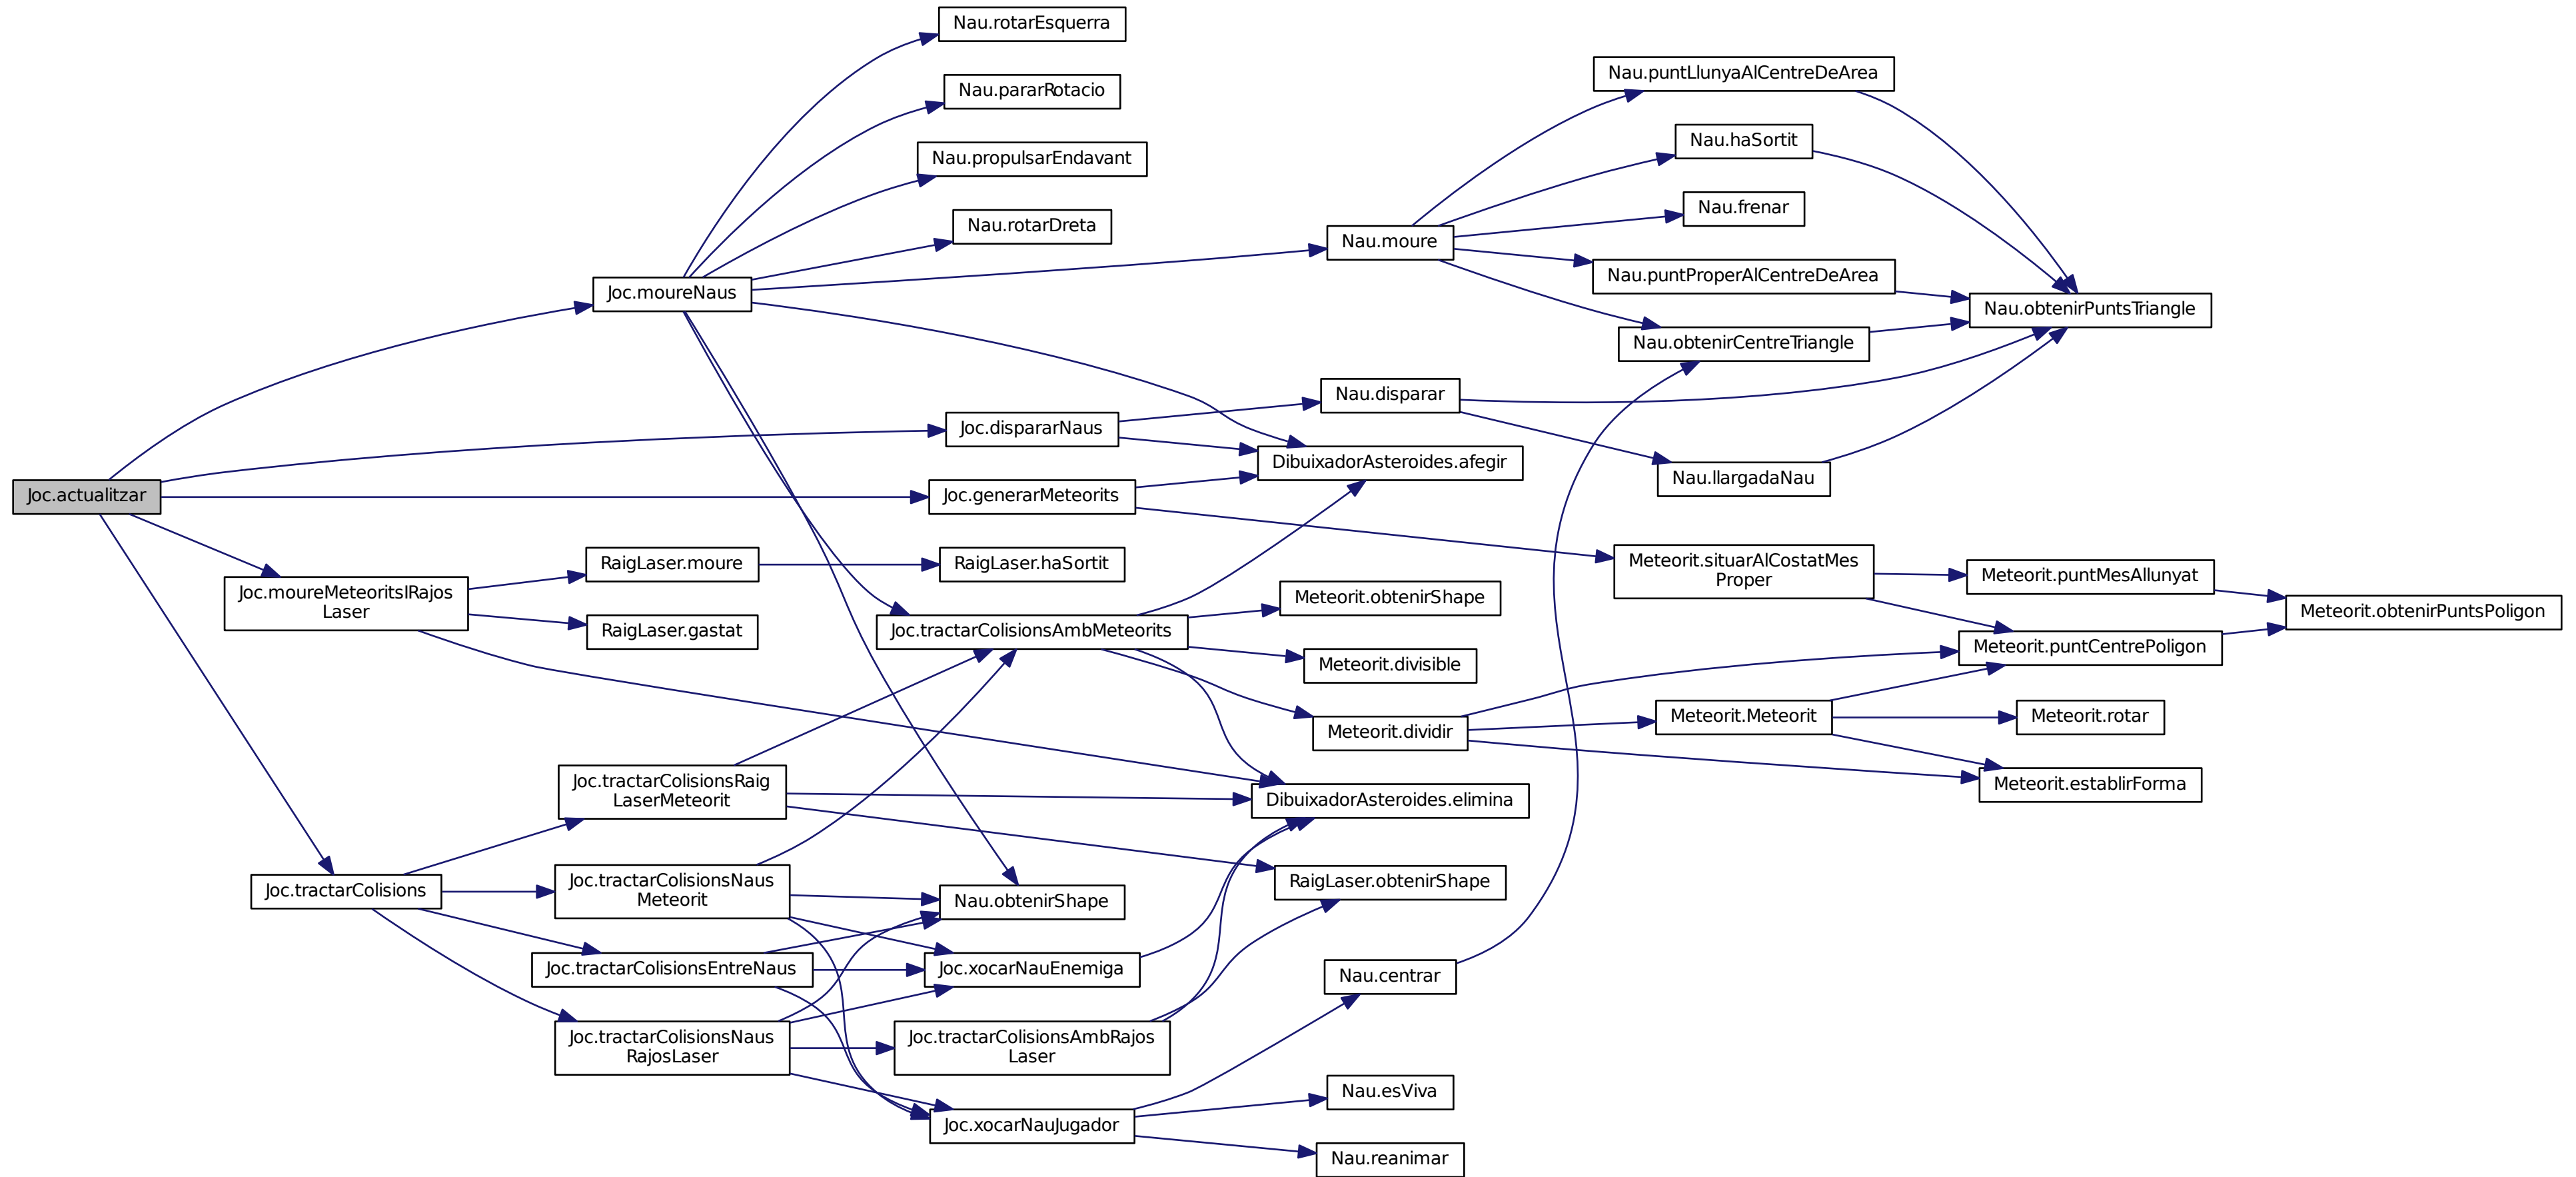 Nau.rotarEsquerra
Nau.pararRotacio
Nau.propulsarEndavant
Nau.rotarDreta
Joc.moureNaus
Nau.puntLlunyaAlCentreDeArea
Nau.haSortit
Nau.frenar
Nau.moure
Nau.puntProperAlCentreDeArea
Nau.obtenirPuntsTriangle
Nau.obtenirCentreTriangle
Nau.disparar
Joc.dispararNaus
DibuixadorAsteroides.afegir
Nau.llargadaNau
Joc.actualitzar
Joc.generarMeteorits
RaigLaser.moure
RaigLaser.haSortit
Meteorit.situarAlCostatMes
Proper
Meteorit.puntMesAllunyat
Joc.moureMeteoritsIRajos
Laser
Meteorit.obtenirShape
Meteorit.obtenirPuntsPoligon
RaigLaser.gastat
Joc.tractarColisionsAmbMeteorits
Meteorit.puntCentrePoligon
Meteorit.divisible
Meteorit.dividir
Meteorit.Meteorit
Meteorit.rotar
Joc.tractarColisionsRaig
LaserMeteorit
Meteorit.establirForma
DibuixadorAsteroides.elimina
Joc.tractarColisions
Joc.tractarColisionsNaus
Meteorit
RaigLaser.obtenirShape
Nau.obtenirShape
Joc.tractarColisionsEntreNaus
Joc.xocarNauEnemiga
Nau.centrar
Joc.tractarColisionsNaus
RajosLaser
Joc.tractarColisionsAmbRajos
Laser
Nau.esViva
Joc.xocarNauJugador
Nau.reanimar